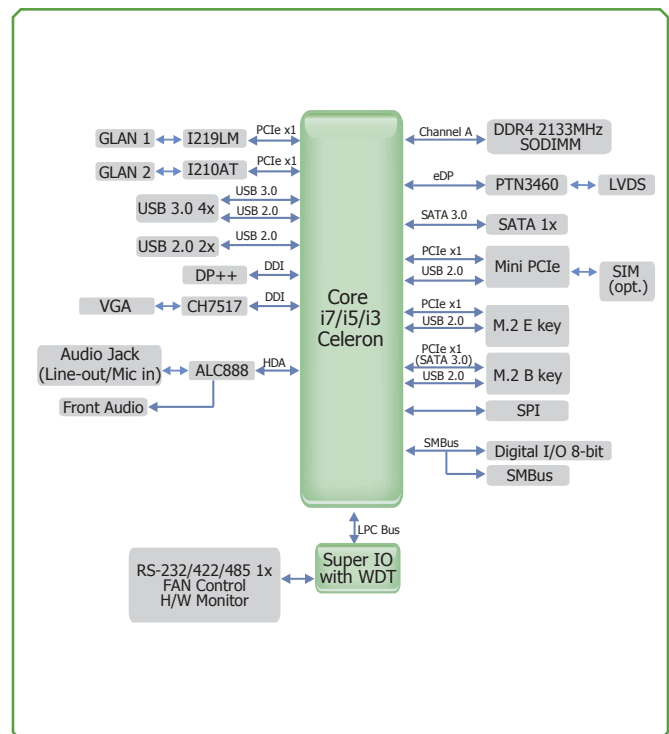 GLAN 1
I219LM
PCIe x1
GLAN 2
I210AT
PCIe x1
USB 3.0 4x
USB 3.0
USB 2.0
USB 2.0 2x
USB 2.0
DP++
DDI
VGA
CH7517
DDI
Audio Jack
(Line-out/Mic in)
ALC888
HDA
Front Audio
Core
i7/i5/i3
Celeron
Channel A
DDR4 2133MHz
SODIMM
eDP
PTN3460
LVDS
SATA 3.0
SATA 1x
PCIe x1
USB 2.0
Mini PCIe
SIM
(opt.)
PCIe x1
USB 2.0
M.2 E key
PCIe x1
(SATA 3.0)
USB 2.0
M.2 B key
SPI
SMBus
Digital I/O 8-bit
SMBus
LPC Bus
Super IO
with WDT
RS-232/422/485 1x
FAN Control
H/W Monitor